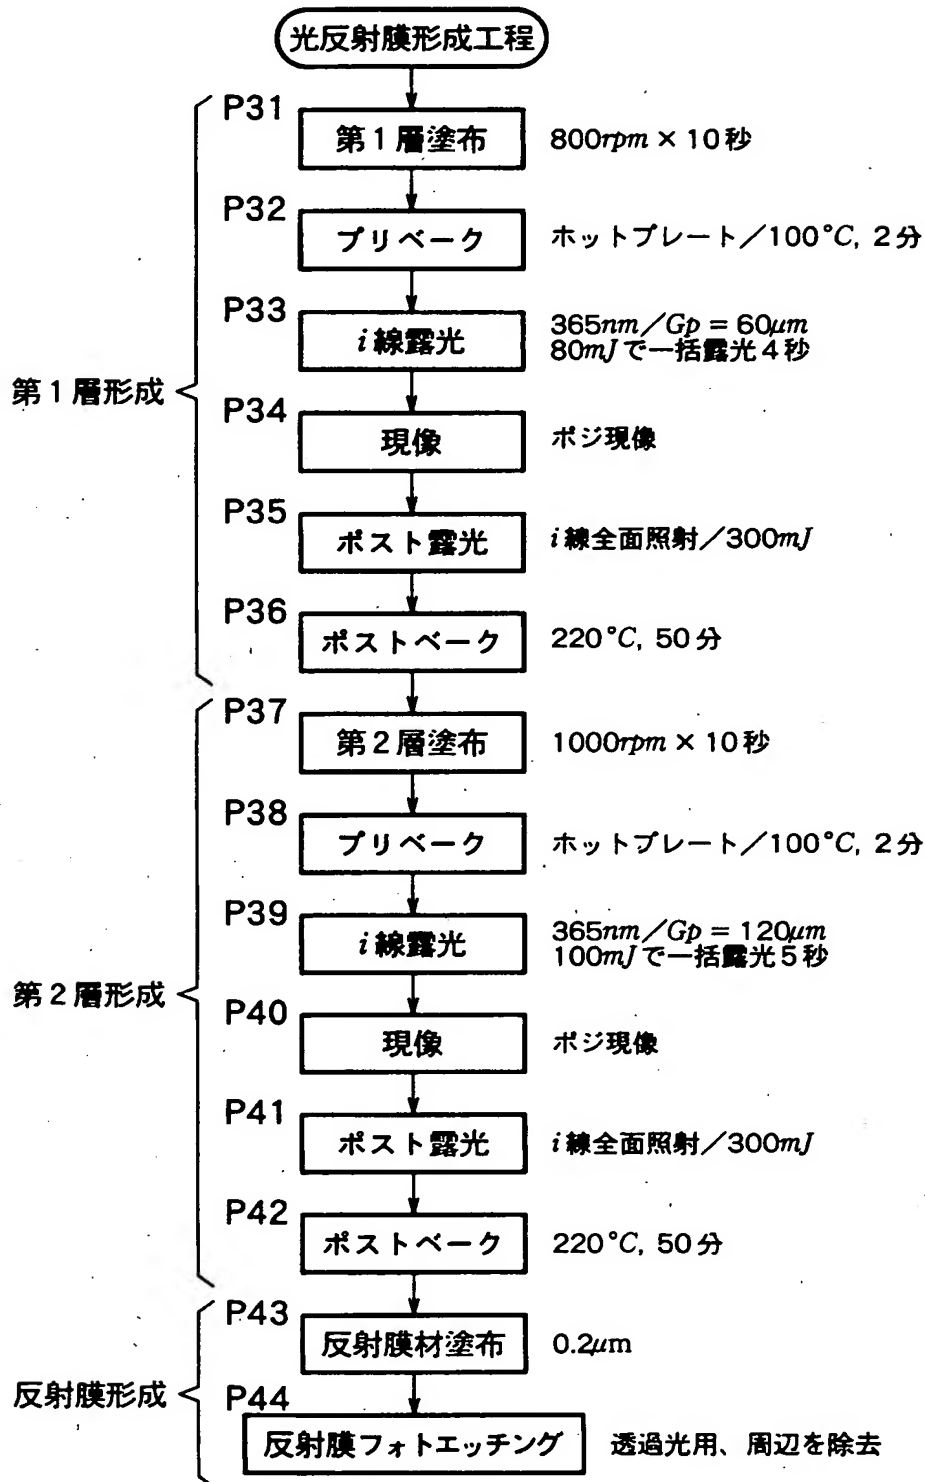 光反射膜形成工程
P31
第1層塗布
800rpm × 10秒
P32
プリベーク
ホットプレート／100°C, 2分
P33
i線露光
365nm／Gp = 60μm
80mJで一括露光4秒
第1層形成
P34
現像
ポジ現像
P35
ポスト露光
i線全面照射／300mJ
P36
ポストベーク
220°C, 50分
P37
第2層塗布
1000rpm × 10秒
P38
プリベーク
ホットプレート／100°C, 2分
P39
i線露光
365nm／Gp = 120μm
100mJで一括露光5秒
第2層形成
P40
現像
ポジ現像
P41
ポスト露光
i線全面照射／300mJ
P42
ポストベーク
220°C, 50分
P43
反射膜材塗布
0.2μm
反射膜形成
P44
反射膜フォトエッチング
透過光用、周辺を除去